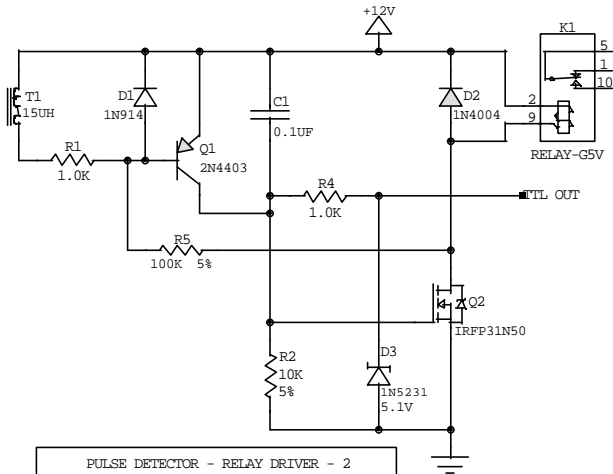 +12V
K1
5
1
10
2
9
RELAY-G5V
T1
15UH
D1
1N914
C1
0.1UF
D2
1N4004
R1
1.0K
Q1
2N4403
R4
1.0K
TTL OUT
R5
100K 5%
Q2
IRFP31N50
R2
10K
5%
D3
1N5231
5.1V
PULSE DETECTOR - RELAY DRIVER - 2